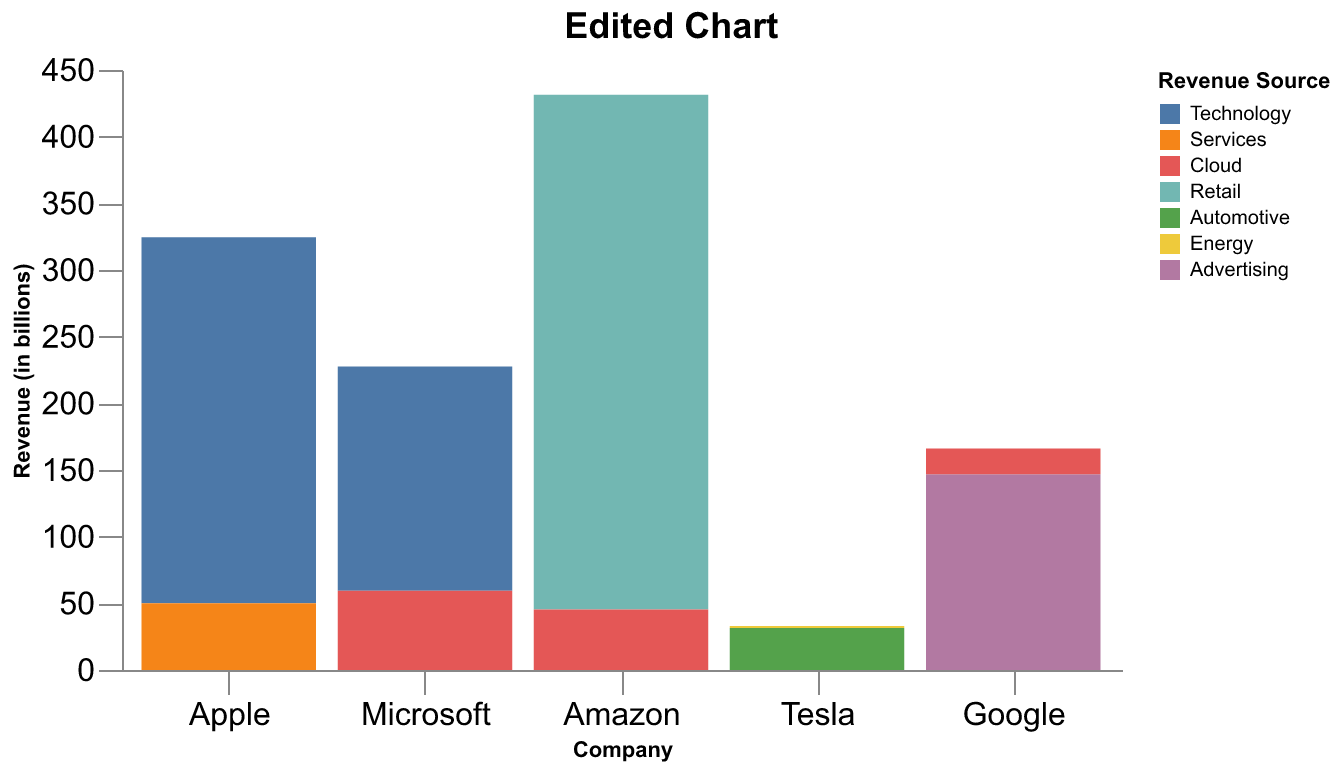 Edited Chart
450
400
350
300
250
200
150
100
50
0
Revenue (in billions)
Apple
Microsoft
Amazon
Tesla
Google
Company
Revenue Source
Technology
Services
Cloud
Retail
Automotive
Energy
Advertising